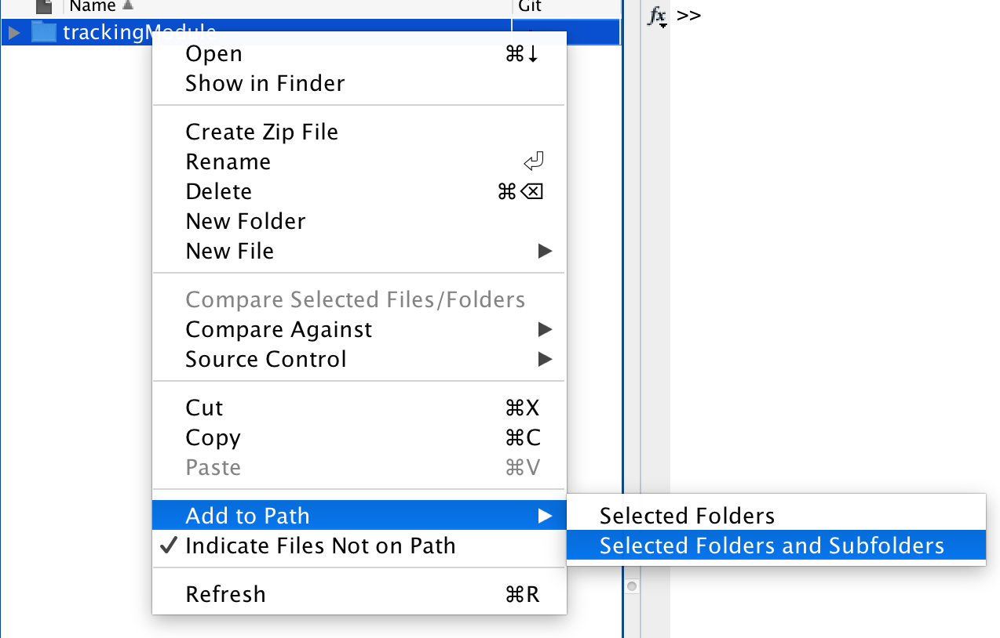 Name Git
trackingModule
fx >>
Open ⌘↓
Show in Finder
Create Zip File
Rename ⏎
Delete ⌘⌫
New Folder
New File ▶
Compare Selected Files/Folders
Compare Against ▶
Source Control ▶
Cut ⌘X
Copy ⌘C
Paste ⌘V
Add to Path ▶
Selected Folders
✓ Indicate Files Not on Path
Selected Folders and Subfolders
Refresh ⌘R